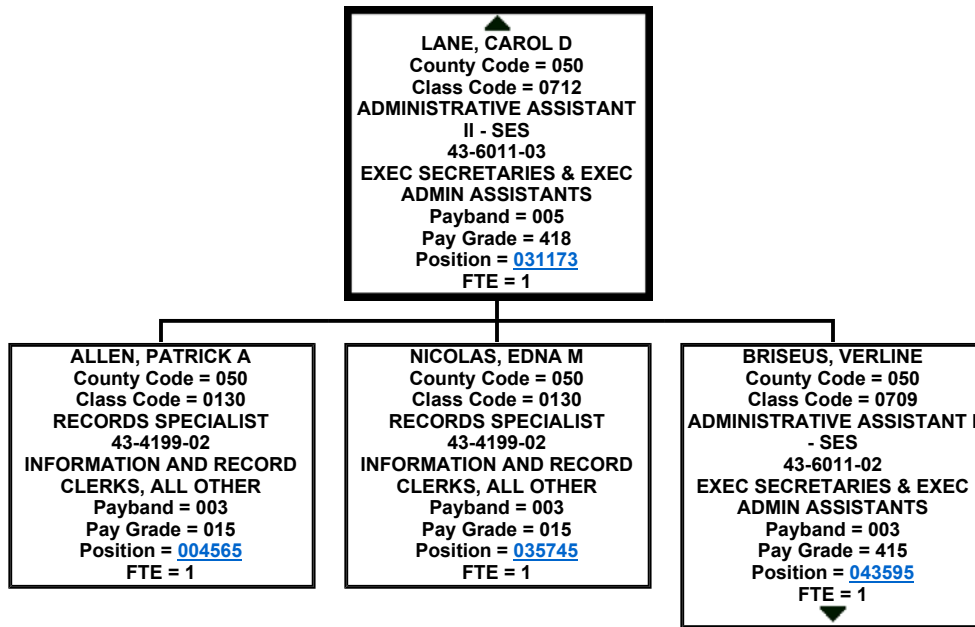 LANE, CAROL D
County Code = 050
Class Code = 0712
ADMINISTRATIVE ASSISTANT
II - SES
43-6011-03
EXEC SECRETARIES & EXEC
ADMIN ASSISTANTS
Payband = 005
Pay Grade = 418
Position = 031173
FTE = 1
ALLEN, PATRICK A
County Code = 050
Class Code = 0130
RECORDS SPECIALIST
43-4199-02
INFORMATION AND RECORD
CLERKS, ALL OTHER
Payband = 003
Pay Grade = 015
Position = 004565
FTE = 1
NICOLAS, EDNA M
County Code = 050
Class Code = 0130
RECORDS SPECIALIST
43-4199-02
INFORMATION AND RECORD
CLERKS, ALL OTHER
Payband = 003
Pay Grade = 015
Position = 035745
FTE = 1
BRISEUS, VERLINE
County Code = 050
Class Code = 0709
ADMINISTRATIVE ASSISTANT I
- SES
43-6011-02
EXEC SECRETARIES & EXEC
ADMIN ASSISTANTS
Payband = 003
Pay Grade = 415
Position = 043595
FTE = 1